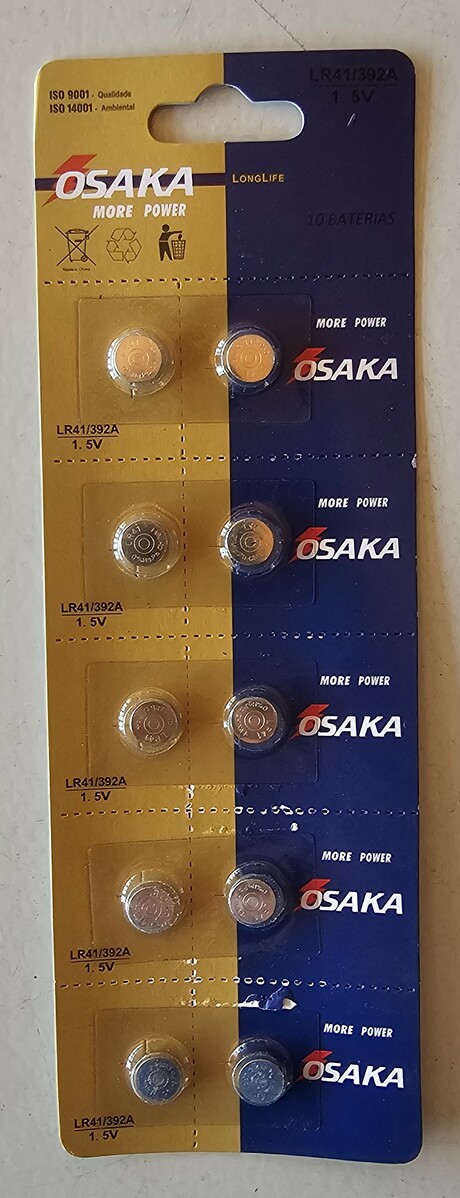 ISO 9001 - Qualidade
ISO 14001 - Ambiental
LR41/392A
1. 5V
OSAKA
MORE POWER
LONGLIFE
10 BATERIAS
MORE POWER
OSAKA
LR41/392A
1. 5V
MORE POWER
OSAKA
LR41/392A
1. 5V
MORE POWER
OSAKA
LR41/392A
1. 5V
MORE POWER
OSAKA
LR41/392A
1. 5V
MORE POWER
OSAKA
LR41/392A
1. 5V